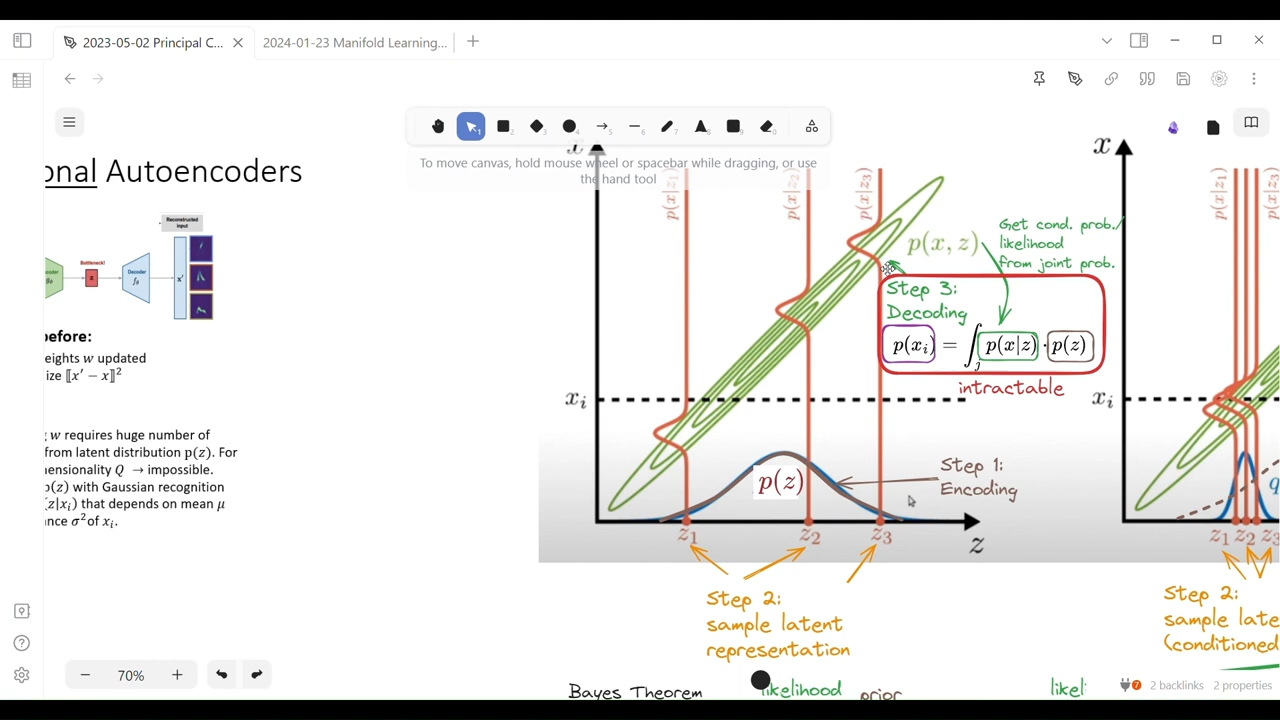 2023-05-02 Principal C...
2024-01-23 Manifold Learning...
To move canvas, hold mouse wheel or spacebar while dragging, or use
the hand tool
onal Autoencoders
Reconstructed
input
Bottleneck!
Decoder
z
x'
before:
eights w updated
ize ⟦x′ − x⟧²
w requires huge number of
from latent distribution p(z). For
ensionality Q → impossible.
p(z) with Gaussian recognition
(z|xᵢ) that depends on mean μ
nce σ² of xᵢ.
x
p(x|z₁)
p(x|z₂)
p(x|z₃)
p(x, z)
Get cond. prob./
likelihood
from joint prob.
Step 3:
Decoding
p(xᵢ) = ∫ⱼ p(x|z) · p(z)
intractable
xᵢ
p(z)
Step 1:
Encoding
z₁
z₂
z₃
z
Step 2:
sample latent
representation
Bayes Theorem
likelihood
prior
x
p(x|z₁)
p(x|z₃)
xᵢ
q
z₁ z₂ z₃
Step 2:
sample late
(conditioned
likel
70%
7
2 backlinks
2 properties